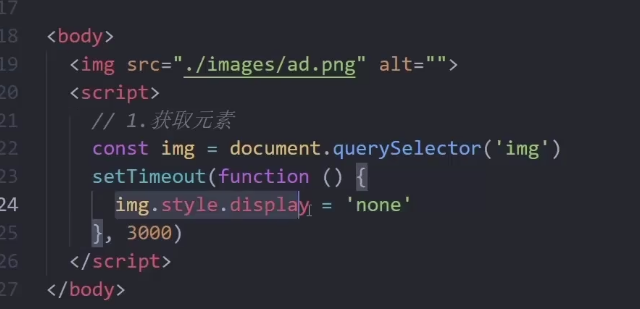 17
18 <body>
19 <img src="./images/ad.png" alt="">
20 <script>
21 // 1.获取元素
22 const img = document.querySelector('img')
23 setTimeout(function () {
24 img.style.display = 'none'
25 }, 3000)
26 </script>
27 </body>